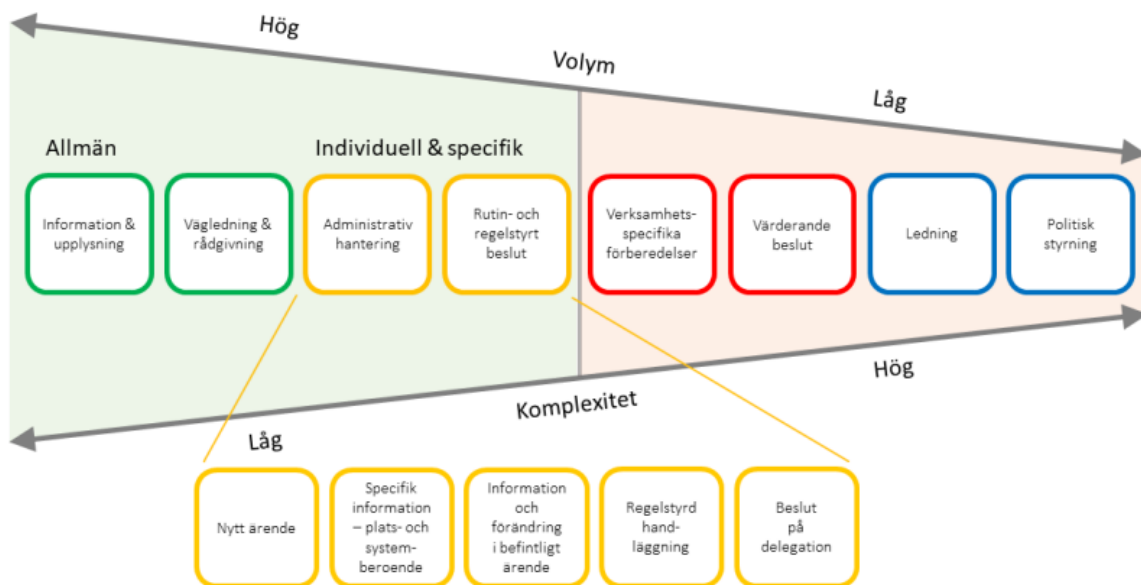 Hög
Volym
Låg
Allmän
Individuell & specifik
Information &
upplysning
Vägledning &
rådgivning
Administrativ
hantering
Rutin- och
regelstyrt
beslut
Verksamhets-
specifika
förberedelser
Värderande
beslut
Ledning
Politisk
styrning
Hög
Komplexitet
Låg
Nytt ärende
Specifik
information
– plats- och
system-
beroende
Information
och
förändring
i befintligt
ärende
Regelstyrd
hand-
läggning
Beslut
på
delegation